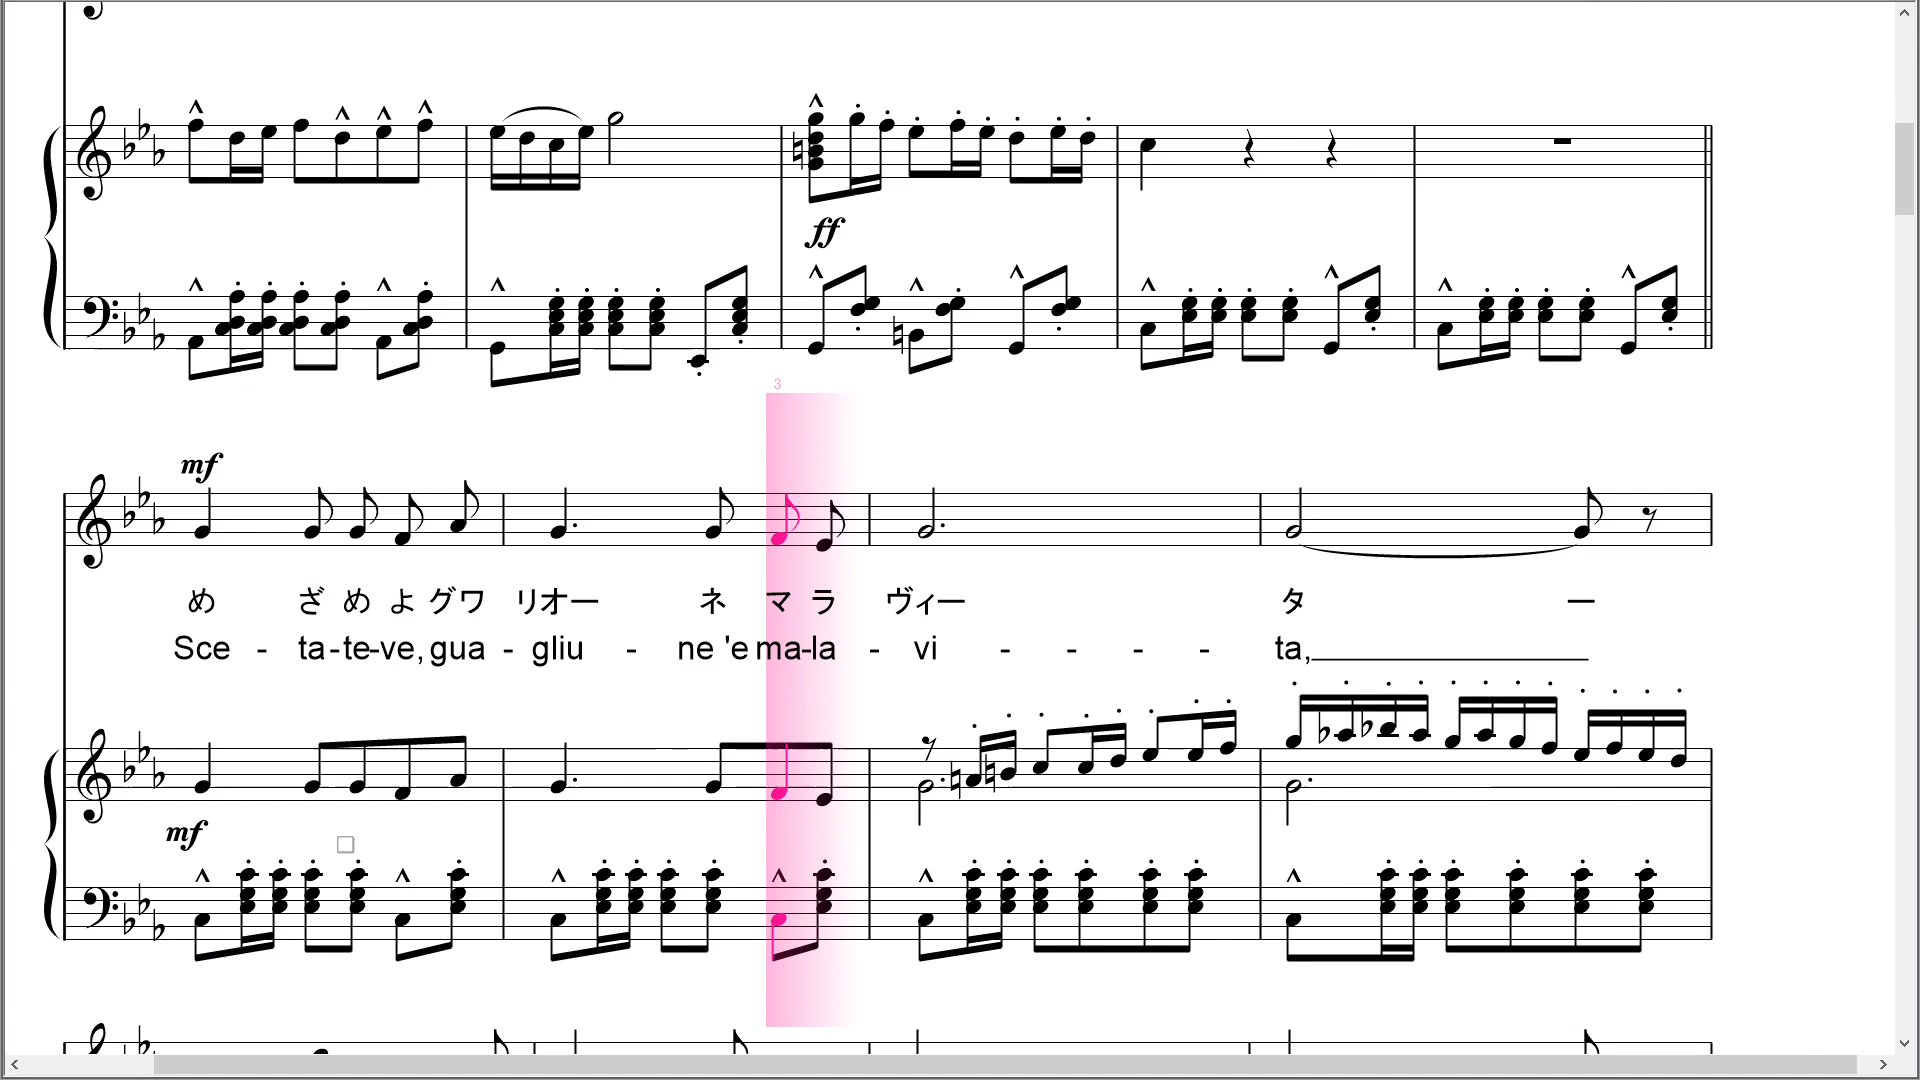 ff
3
mf
め ざ め よ グワ リオー ネ マ ラ ヴィー タ ー
Sce - ta - te - ve, gua - gliu - ne 'e ma - la - vi - - - - ta,
mf